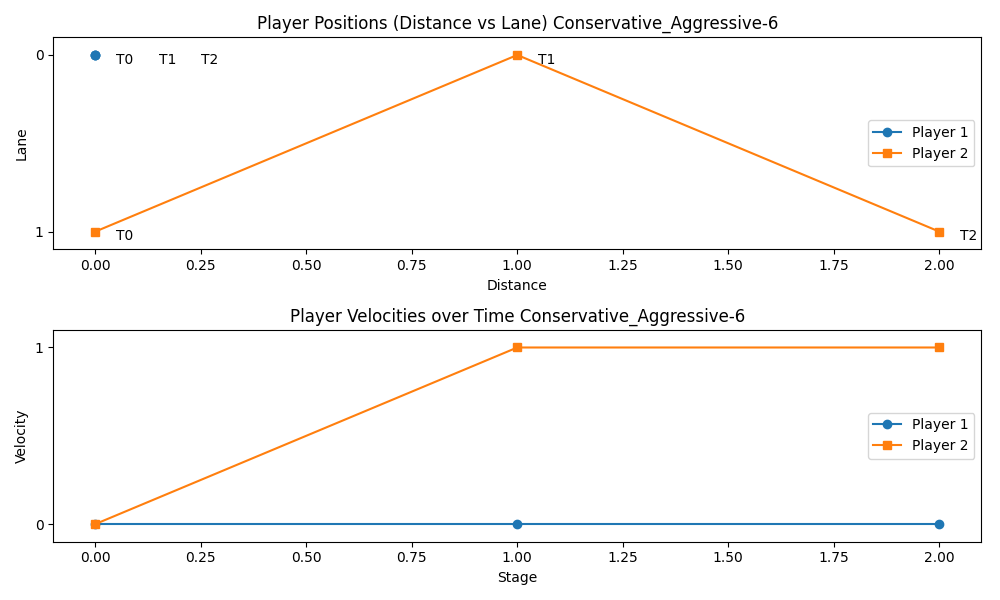 Player Positions (Distance vs Lane) Conservative_Aggressive-6
0
T0 T1 T2
T1
Lane
Player 1
Player 2
1
T0
T2
0.00 0.25 0.50 0.75 1.00 1.25 1.50 1.75 2.00
Distance
Player Velocities over Time Conservative_Aggressive-6
1
Velocity
Player 1
Player 2
0
0.00 0.25 0.50 0.75 1.00 1.25 1.50 1.75 2.00
Stage